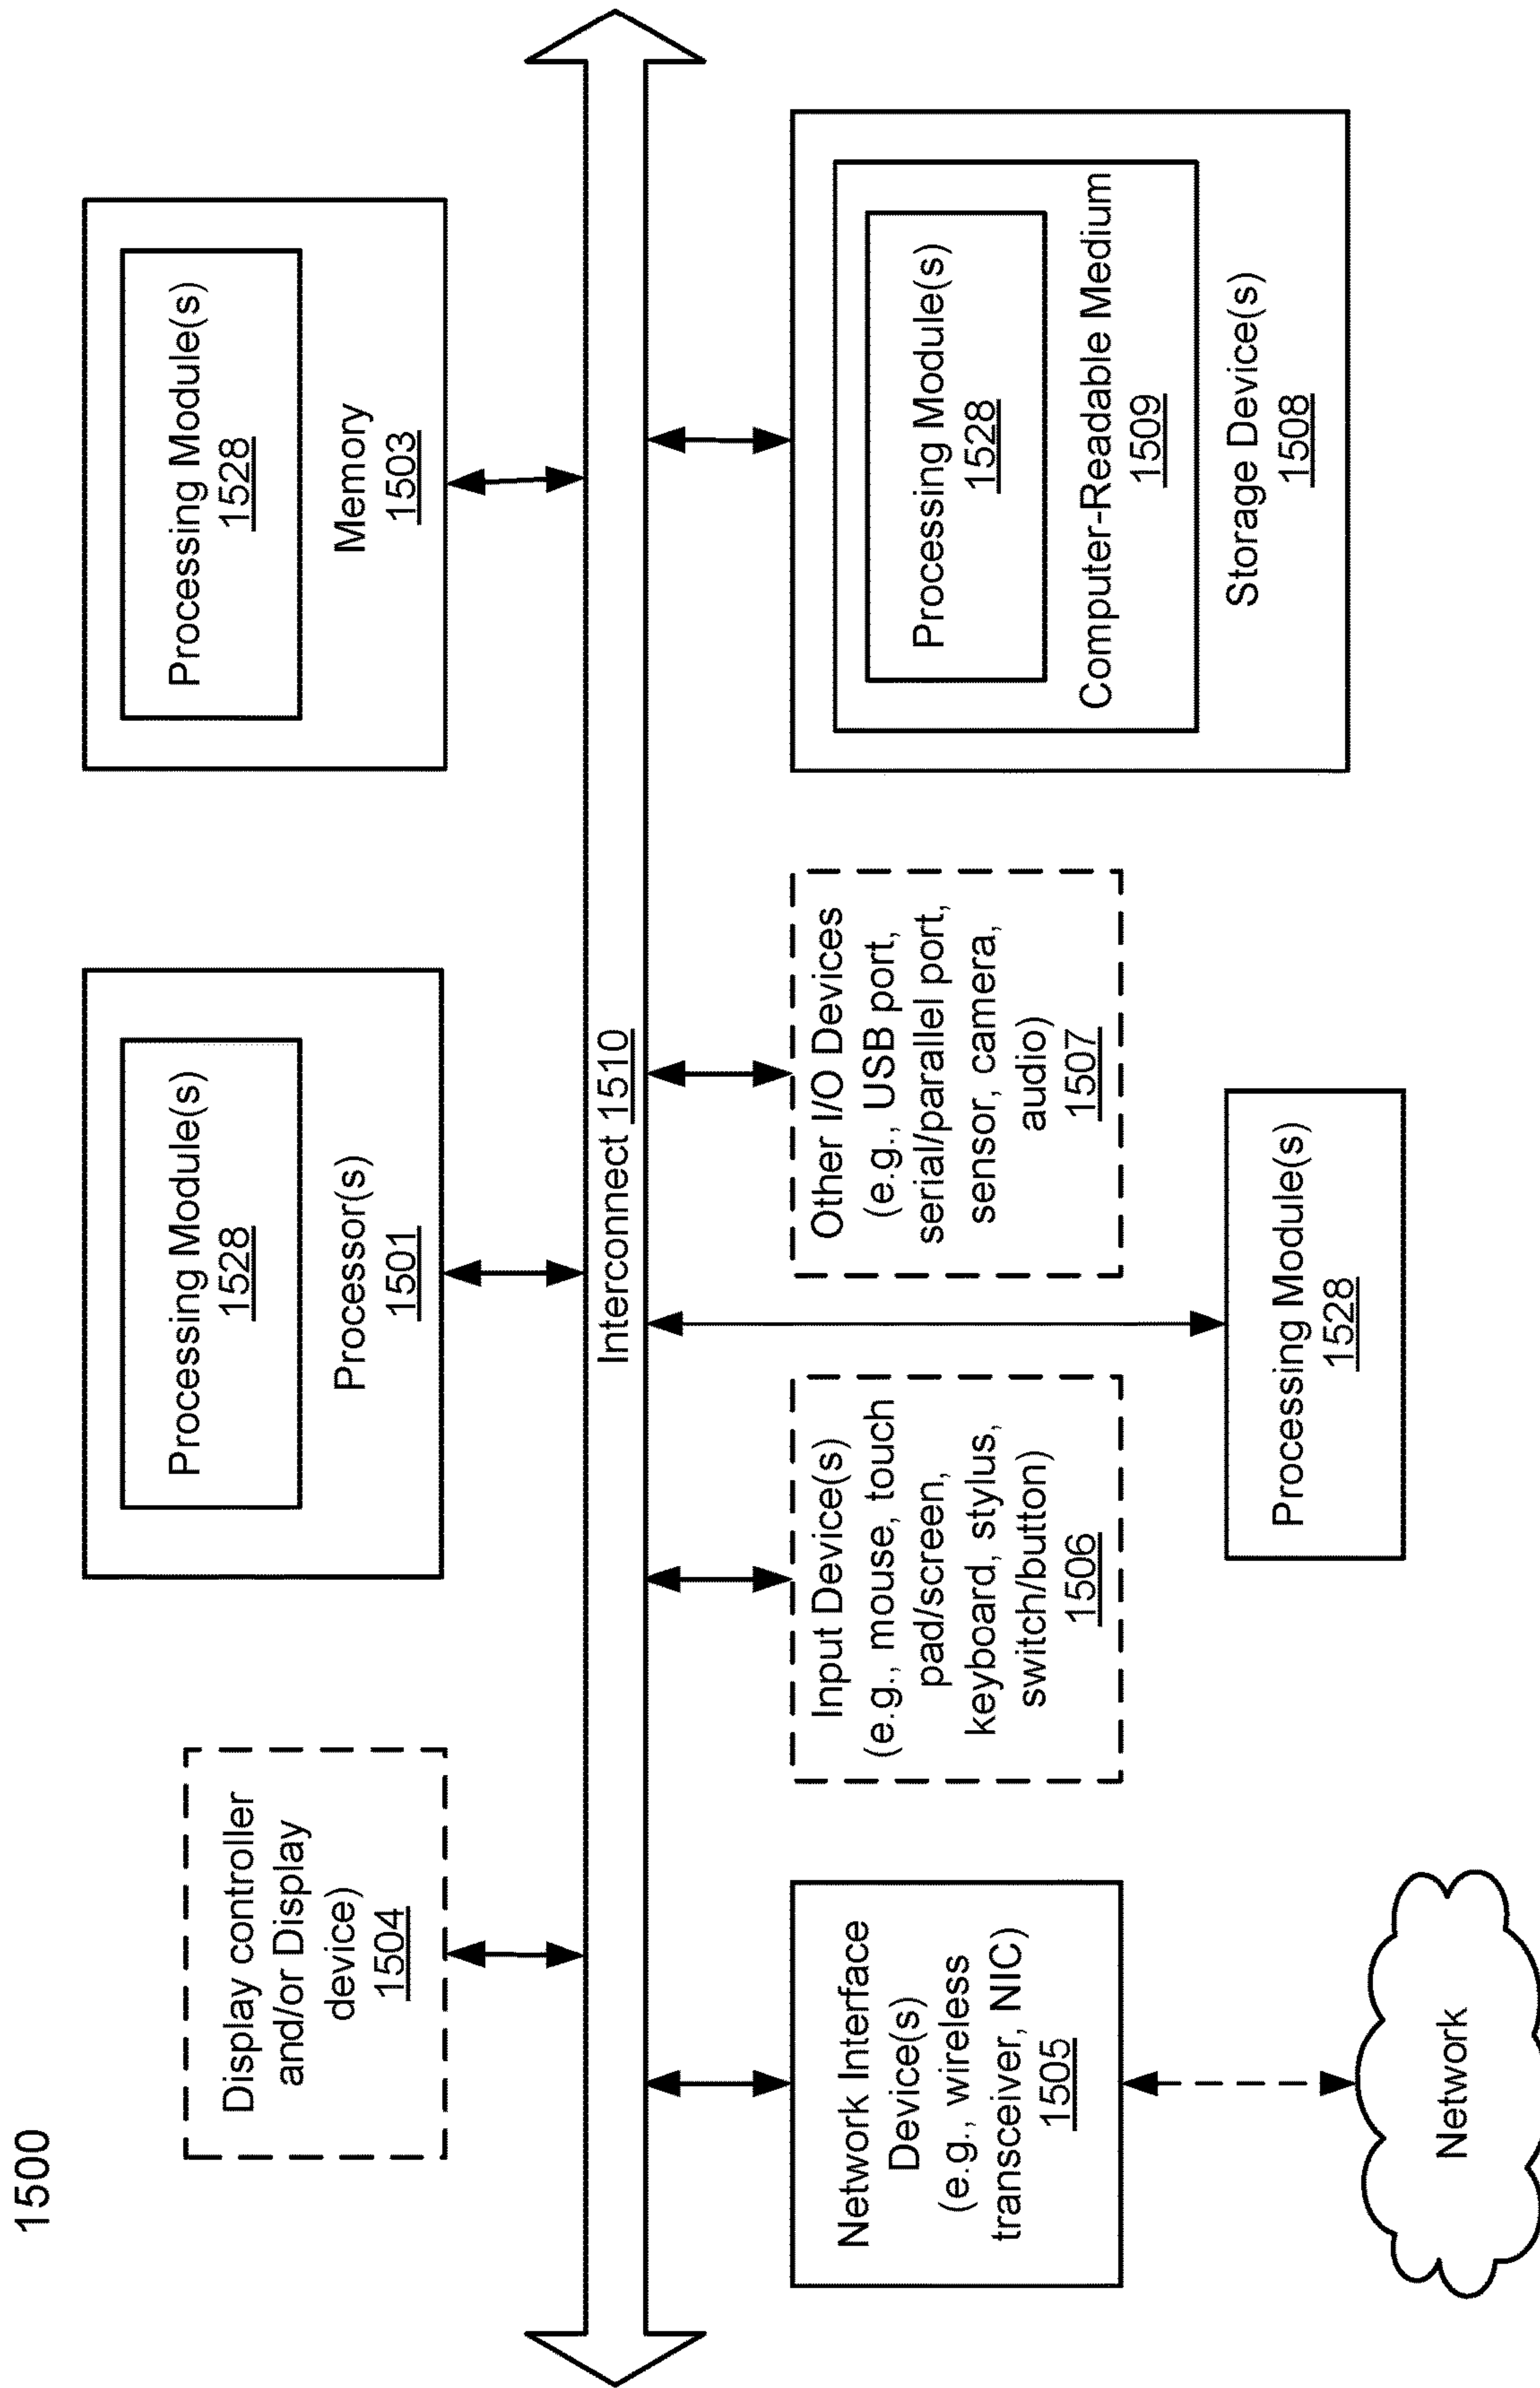 1500
Display controller
and/or Display
device)
1504
Processing Module(s)
1528
Processor(s)
1501
Processing Module(s)
1528
Memory
1503
Interconnect 1510
Network Interface
Device(s)
(e.g., wireless
transceiver, NIC)
1505
Input Device(s)
(e.g., mouse, touch
pad/screen,
keyboard, stylus,
switch/button)
1506
Other I/O Devices
(e.g., USB port,
serial/parallel port,
sensor, camera,
audio)
1507
Processing Module(s)
1528
Computer-Readable Medium
1509
Storage Device(s)
1508
Processing Module(s)
1528
Network